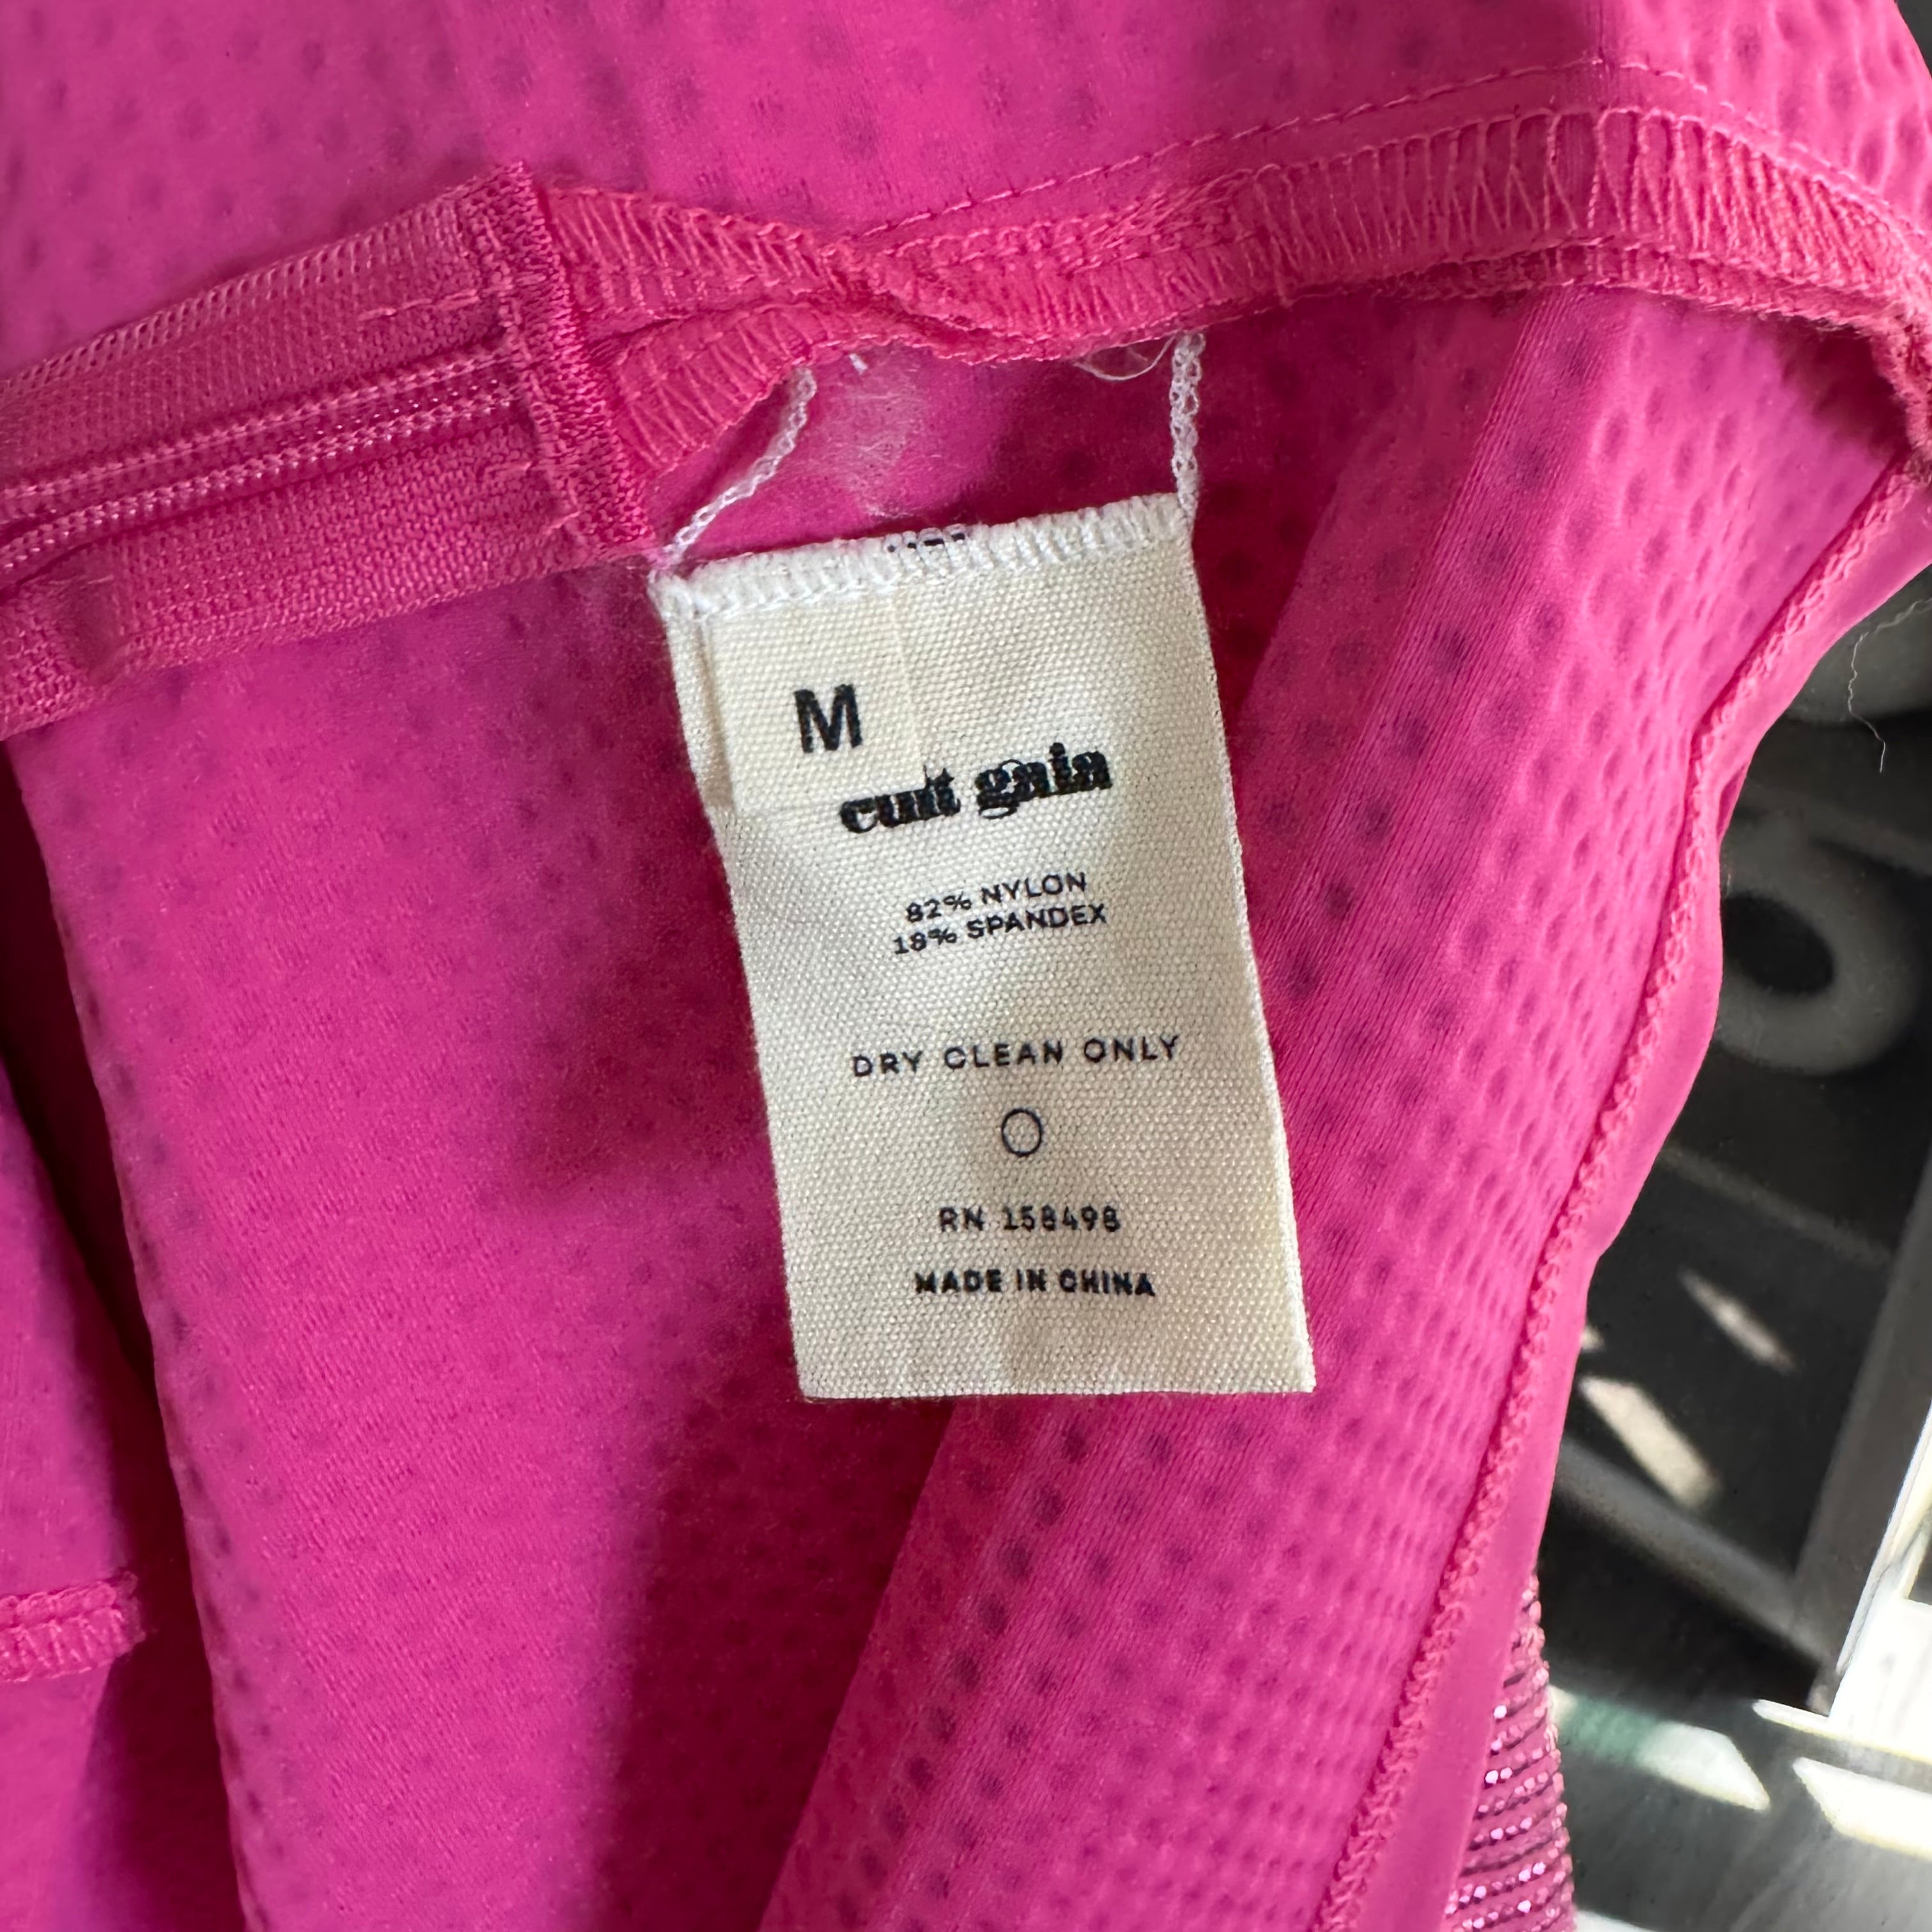 M
cult gaia
82% NYLON
18% SPANDEX
DRY CLEAN ONLY
RN 158498
MADE IN CHINA